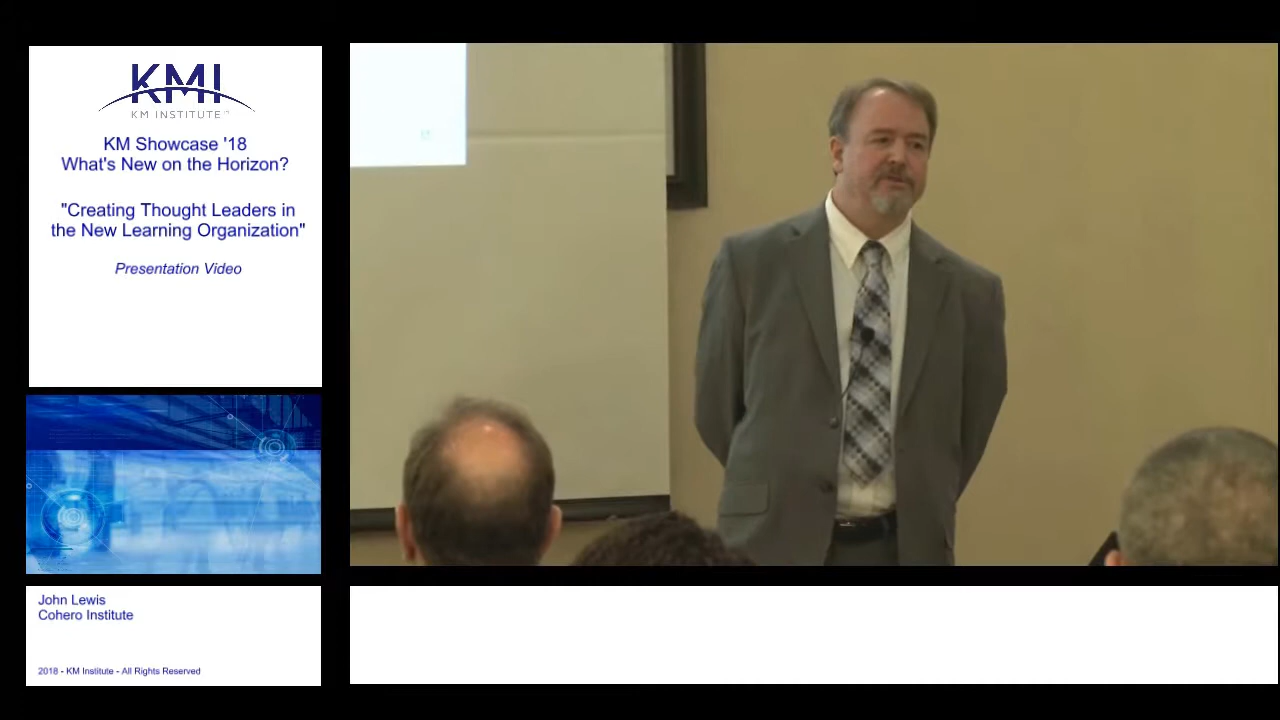 KMI
KM INSTITUTE
KM Showcase '18
What's New on the Horizon?
"Creating Thought Leaders in
the New Learning Organization"
Presentation Video
John Lewis
Cohero Institute
2018 - KM Institute - All Rights Reserved